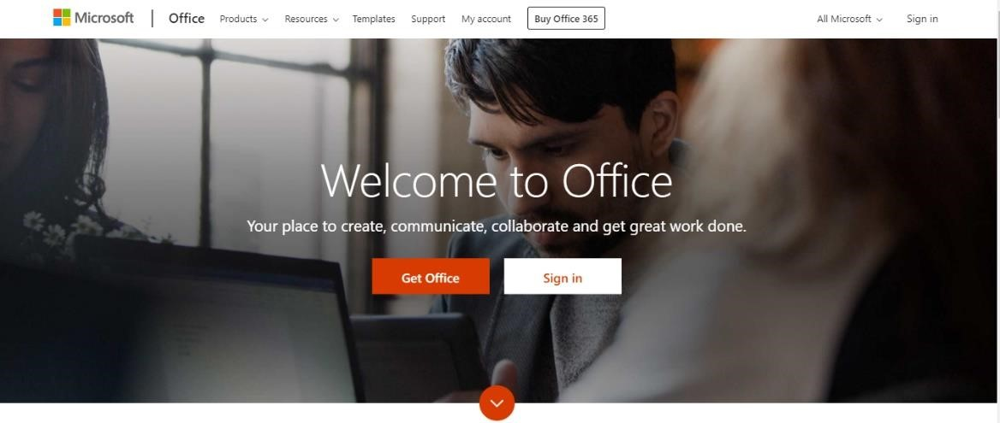 Microsoft Office Products Resources Templates Support My account Buy Office 365 All Microsoft Sign in
Welcome to Office
Your place to create, communicate, collaborate and get great work done.
Get Office Sign in